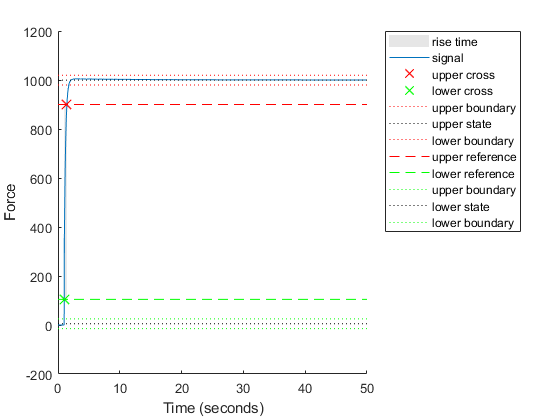 1200
1000
800
600
400
200
0
-200
Force
0
10
20
30
40
50
Time (seconds)
rise time
signal
upper cross
lower cross
upper boundary
upper state
lower boundary
upper reference
lower reference
upper boundary
lower state
lower boundary